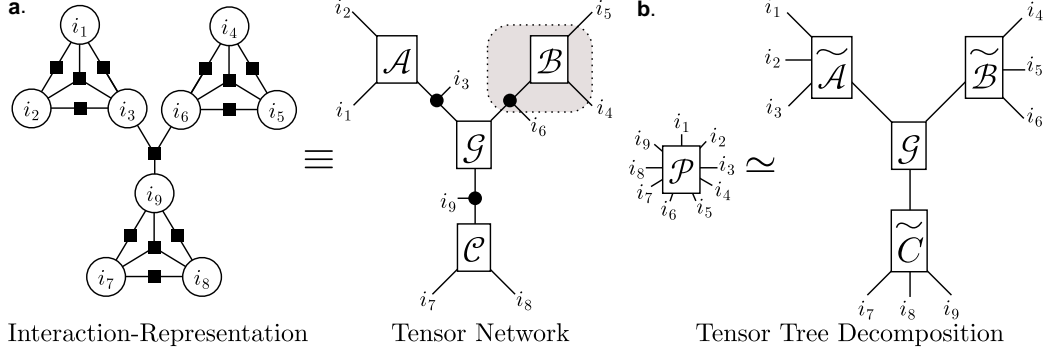 a.
i₁
i₄
i₂
i₃
i₆
i₅
i₉
i₇
i₈
Interaction-Representation
≡
i₂
i₅
𝒜
ℬ
i₃
i₁
i₄
i₆
𝒢
i₉
𝒞
i₇
i₈
Tensor Network
b.
i₁
i₉
i₂
i₈
𝒫
i₃
i₇
i₄
i₆
i₅
≃
i₁
i₄
i₂
𝒜̃
ℬ̃
i₅
i₃
i₆
𝒢
C̃
i₇
i₈
i₉
Tensor Tree Decomposition